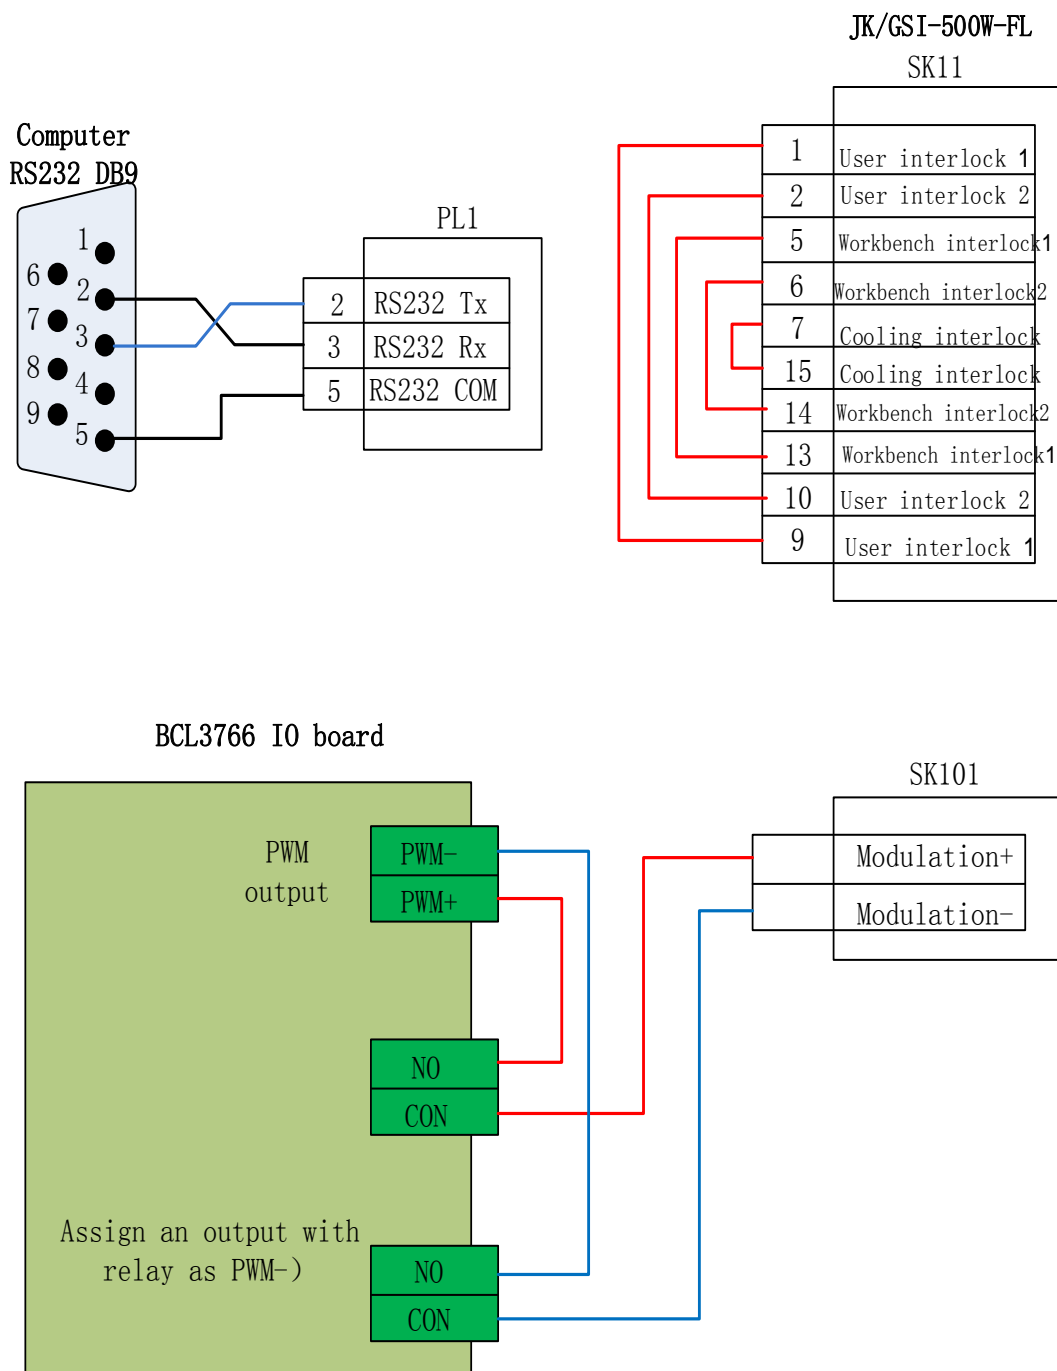 JK/GSI-500W-FL
SK11
1 User interlock 1
2 User interlock 2
5 Workbench interlock1
6 Workbench interlock2
7 Cooling interlock
15 Cooling interlock
14 Workbench interlock2
13 Workbench interlock1
10 User interlock 2
9 User interlock 1
Computer
RS232 DB9
1
6
2
7
3
8
4
9
5
PL1
2 RS232 Tx
3 RS232 Rx
5 RS232 COM
BCL3766 IO board
PWM
output
PWM-
PWM+
NO
CON
Assign an output with
relay as PWM-)
NO
CON
SK101
Modulation+
Modulation-